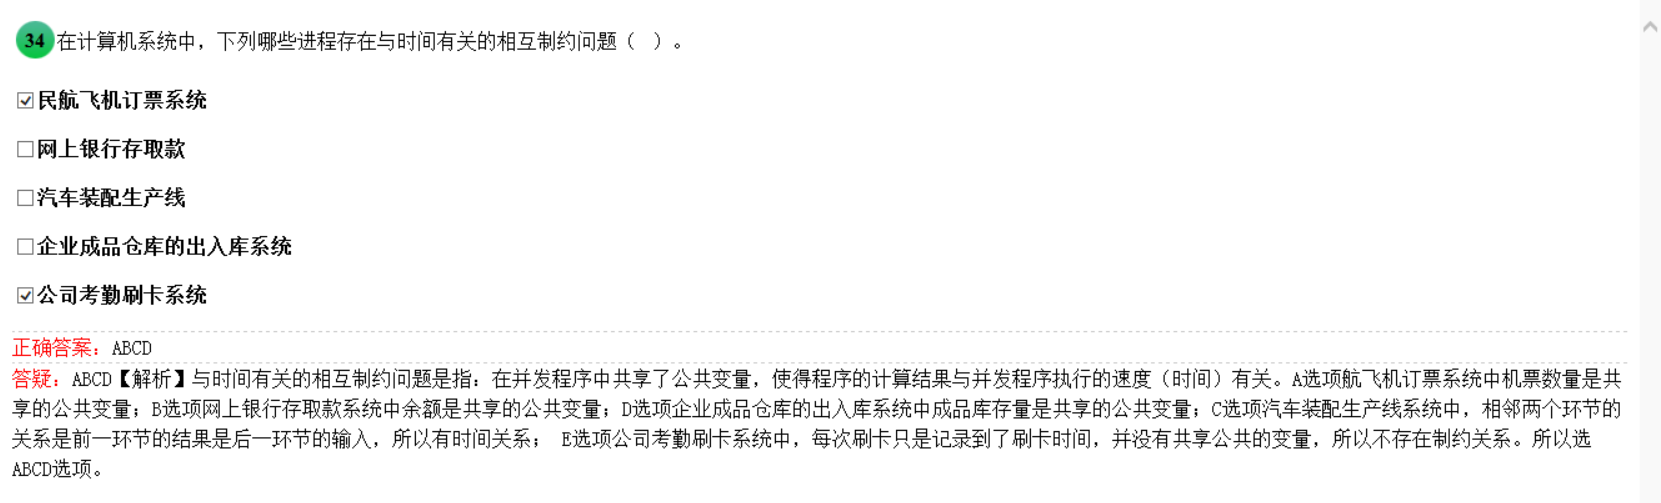 34 在计算机系统中，下列哪些进程存在与时间有关的相互制约问题（ ）。
民航飞机订票系统
网上银行存取款
汽车装配生产线
企业成品仓库的出入库系统
公司考勤刷卡系统
正确答案：ABCD
答疑：ABCD【解析】与时间有关的相互制约问题是指：在并发程序中共享了公共变量，使得程序的计算结果与并发程序执行的速度（时间）有关。A选项航飞机订票系统中机票数量是共
享的公共变量；B选项网上银行存取款系统中余额是共享的公共变量；D选项企业成品仓库的出入库系统中成品库存量是共享的公共变量；C选项汽车装配生产线系统中，相邻两个环节的
关系是前一环节的结果是后一环节的输入，所以有时间关系； E选项公司考勤刷卡系统中，每次刷卡只是记录到了刷卡时间，并没有共享公共的变量，所以不存在制约关系。所以选
ABCD选项。